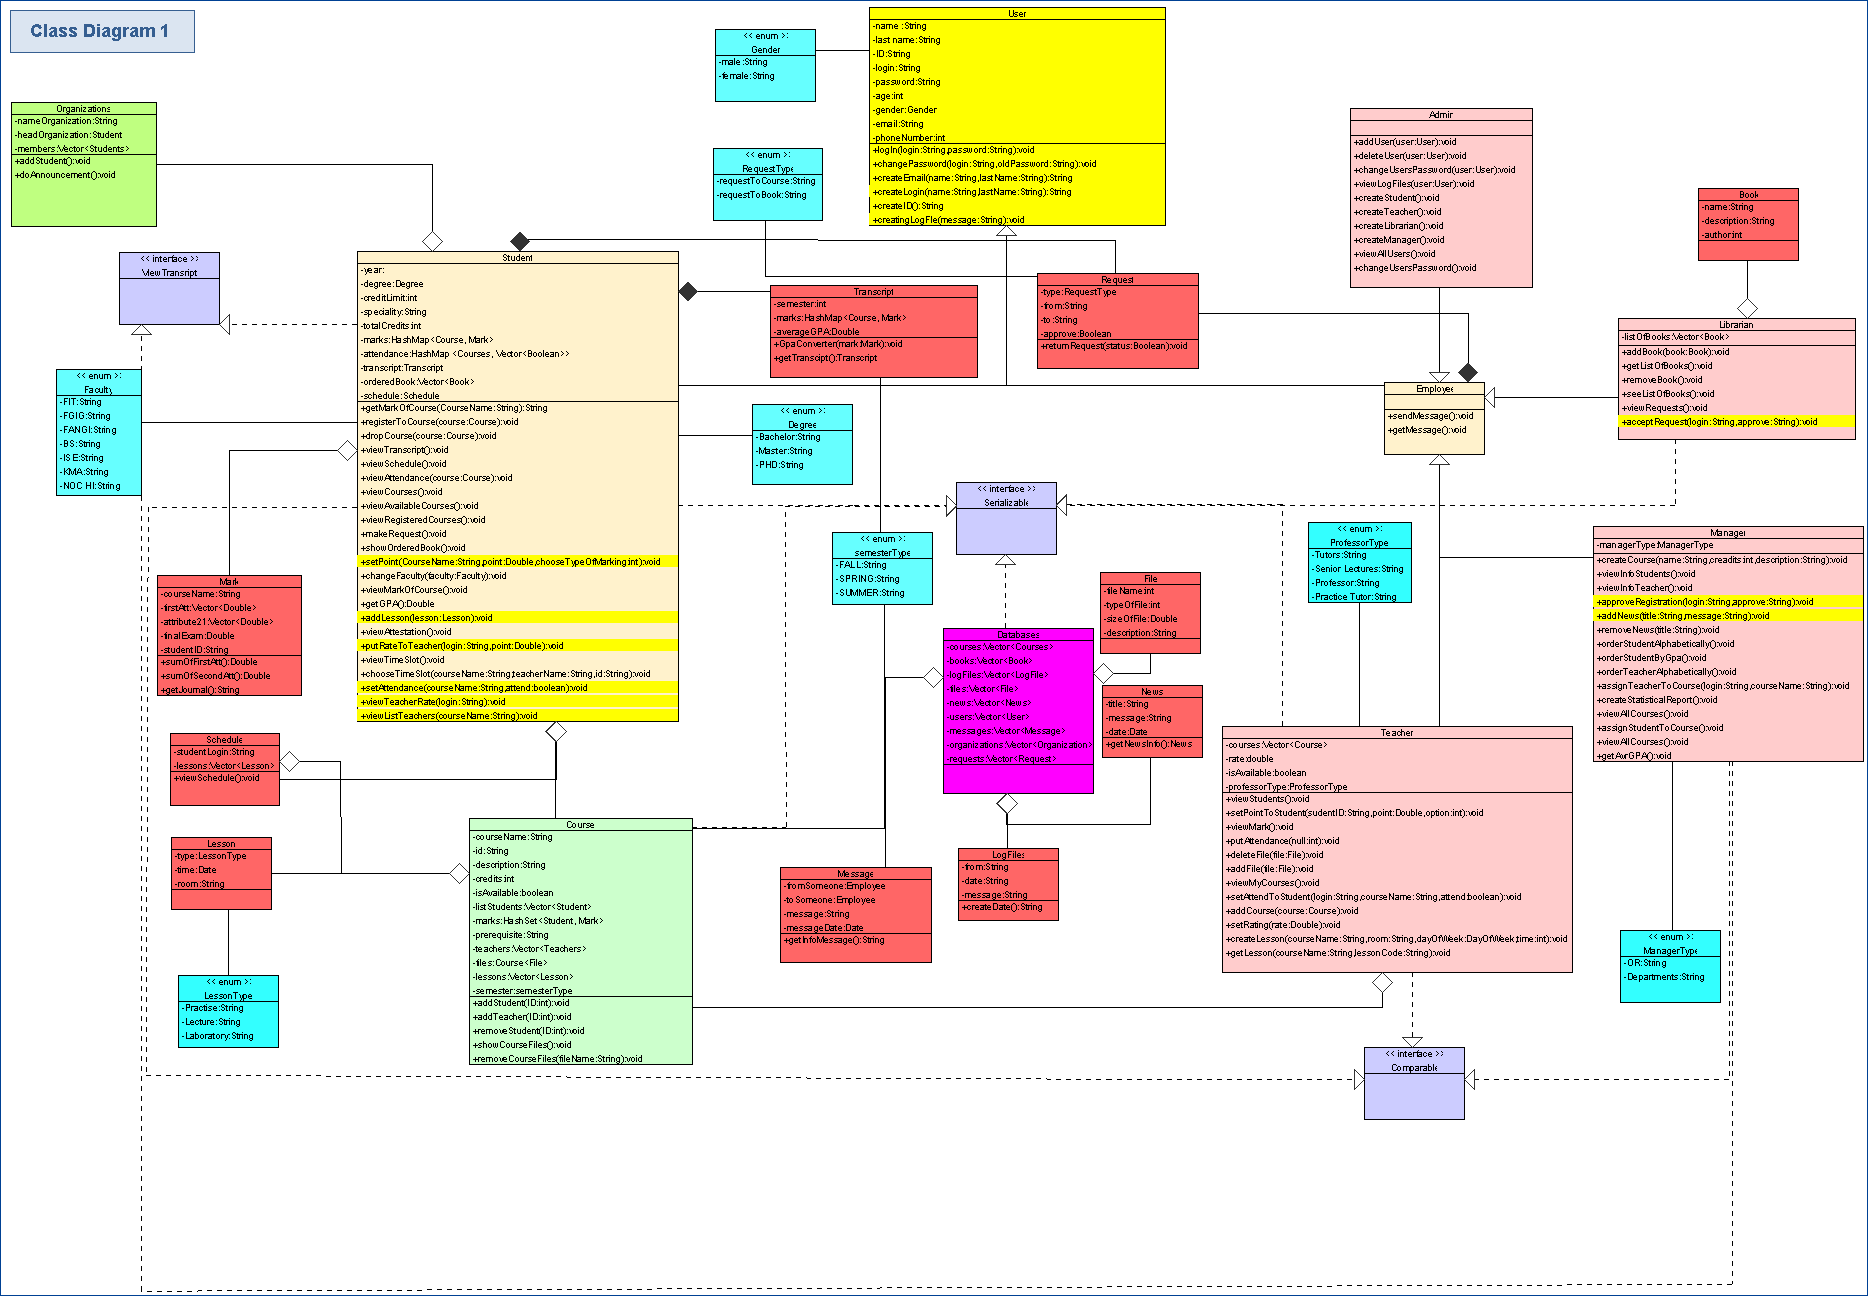 Class Diagram 1
User
-name :String
-last name:String
-ID:String
-login:String
-password:String
-age:int
-gender:Gender
-email:String
-phoneNumber:int
+logIn(login:String,password:String):void
+changePassword(login:String,oldPassword:String):void
+createEmail(name:String,lastName:String):String
+createLogin(name:String,lastName:String):String
+createID():String
+creatingLogFile(message:String):void
<< enum >>
Gender
-male:String
-female:String
<< enum >>
RequestType
-requestToCourse:String
-requestToBook:String
Organizations
-nameOrganization:String
-headOrganization:Student
-members:Vector<Students>
+addStudent():void
+doAnnouncement():void
Admin
+addUser(user:User):void
+deleteUser(user:User):void
+changeUsersPassword(user:User):void
+viewLogFiles(user:User):void
+createStudent():void
+createTeacher():void
+createLibrarian():void
+createManager():void
+viewAllUsers():void
+changeUsersPassword():void
Book
-name:String
-description:String
-author:int
<< interface >>
ViewTranscript
Student
-year:
-degree:Degree
-creditLimit:int
-speciality:String
-totalCredits:int
-marks:HashMap<Course, Mark>
-attendance:HashMap <Courses, Vector<Boolean>>
-transcript:Transcript
-orderedBook:Vector<Book>
-schedule:Schedule
+getMarkOfCourse(CourseName:String):String
+registerToCourse(course:Course):void
+dropCourse(course:Course):void
+viewTranscript():void
+viewSchedule():void
+viewAttendance(course:Course):void
+viewCourses():void
+viewAvailableCourses():void
+viewRegisteredCourses():void
+makeRequest():void
+showOrderedBook():void
+setPoint(CourseName:String,point:Double,chooseTypeOfMarking:int):void
+changeFaculty(faculty:Faculty):void
+viewMarkOfCourse():void
+getGPA():Double
+addLesson(lesson:Lesson):void
+viewAttestation():void
+putRateToTeacher(login:String,point:Double):void
+viewTimeSlot():void
+chooseTimeSlot(courseName:String,teacherName:String,id:String):void
+setAttendance(courseName:String,attend:boolean):void
+viewTeacherRate(login:String):void
+viewListTeachers(courseName:String):void
Transcript
-semester:int
-marks:HashMap<Course, Mark>
-averageGPA:Double
+GpaConverter(mark:Mark):void
+getTranscipt():Transcript
Request
-type:RequestType
-from:String
-to:String
-approve:Boolean
+returnRequest(status:Boolean):void
Librarian
-listOfBooks:Vector<Book>
+addBook(book:Book):void
+getListOfBooks():void
+removeBook():void
+seeListOfBooks():void
+viewRequests():void
+acceptRequest(login:String,approve:String):void
Employee
+sendMessage():void
+getMessage():void
<< enum >>
Faculty
-FIT:String
-FGIG:String
-FANGI:String
-BS:String
-ISE:String
-KMA:String
-NOC HI:String
<< enum >>
Degree
-Bachelor:String
-Master:String
-PHD:String
<< interface >>
Serializable
<< enum >>
semesterType
-FALL:String
-SPRING:String
-SUMMER:String
<< enum >>
ProfessorType
-Tutors:String
-Senior Lectures:String
-Professor:String
-Practice Tutor:String
Manager
-managerType:ManagerType
+createCourse(name:String,creadits:int,description:String):void
+viewInfoStudents():void
+viewInfoTeacher():void
+approveRegistration(login:String,approve:String):void
+addNews(title:String,message:String):void
+removeNews(title:String):void
+orderStudentAlphabetically():void
+orderStudentByGpa():void
+orderTeacherAlphabetically():void
+assignTeacherToCourse(login:String,courseName:String):void
+createStatisticalReport():void
+viewAllCourses():void
+assignStudentToCourse():void
+viewAllCourses():void
+getAvrGPA():void
Mark
-courseName:String
-firstAtt:Vector<Double>
-attribute21:Vector<Double>
-finalExam:Double
-studentID:String
+sumOfFirstAtt():Double
+sumOfSecondAtt():Double
+getJournal():String
File
-fileName:int
-typeOfFile:int
-sizeOfFile:Double
-description:String
Databases
-courses:Vector<Courses>
-books:Vector<Book>
-logFiles:Vector<LogFile>
-files:Vector<File>
-news:Vector<News>
-users:Vector<User>
-messages:Vector<Message>
-organizations:Vector<Organization>
-requests:Vector<Request>
News
-title:String
-message:String
-date:Date
+getNewsInfo():News
Schedule
-studentLogin:String
-lessons:Vector<Lesson>
+viewSchedule():void
Teacher
-courses:Vector<Course>
-rate:double
-isAvailable:boolean
-professorType:ProfessorType
+viewStudents():void
+setPointToStudent(sudentID:String,point:Double,option:int):void
+viewMark():void
+putAttendance(null:int):void
+deleteFile(file:File):void
+addFile(file:File):void
+viewMyCourses():void
+setAttendToStudent(login:String,courseName:String,attend:boolean):void
+addCourse(course:Course):void
+setRating(rate:Double):void
+createLesson(courseName:String,room:String,dayOfWeek:DayOfWeek,time:int):void
+getLesson(courseName:String,lessonCode:String):void
Lesson
-type:LessonType
-time:Date
-room:String
Course
-courseName:String
-id:String
-description:String
-credits:int
-isAvailable:boolean
-listStudents:Vector<Student>
-marks:HashSet<Student, Mark>
-prerequisite:String
-teachers:Vector<Teachers>
-files:Course<File>
-lessons:Vector<Lesson>
-semester:semesterType
+addStudent(ID:int):void
+addTeacher(ID:int):void
+removeStudent(ID:int):void
+showCourseFiles():void
+removeCourseFiles(fileName:String):void
Message
-fromSomeone:Employee
-toSomeone:Employee
-message:String
-messageDate:Date
+getInfoMessage():String
LogFiles
-from:String
-date:String
-message:String
+createDate():String
<< enum >>
ManagerType
-OR:String
-Departments:String
<< enum >>
LessonType
-Practise:String
-Lecture:String
-Laboratory:String
<< interface >>
Comparable